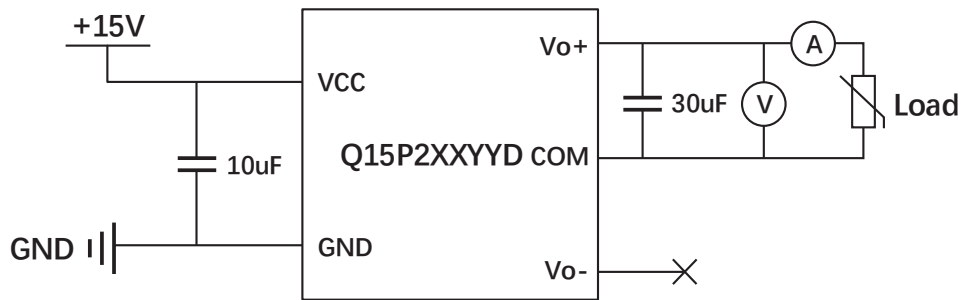 +15V
Vo+
A
VCC
30uF
V
Load
Q15P2XXYYD COM
10uF
GND
GND
Vo-